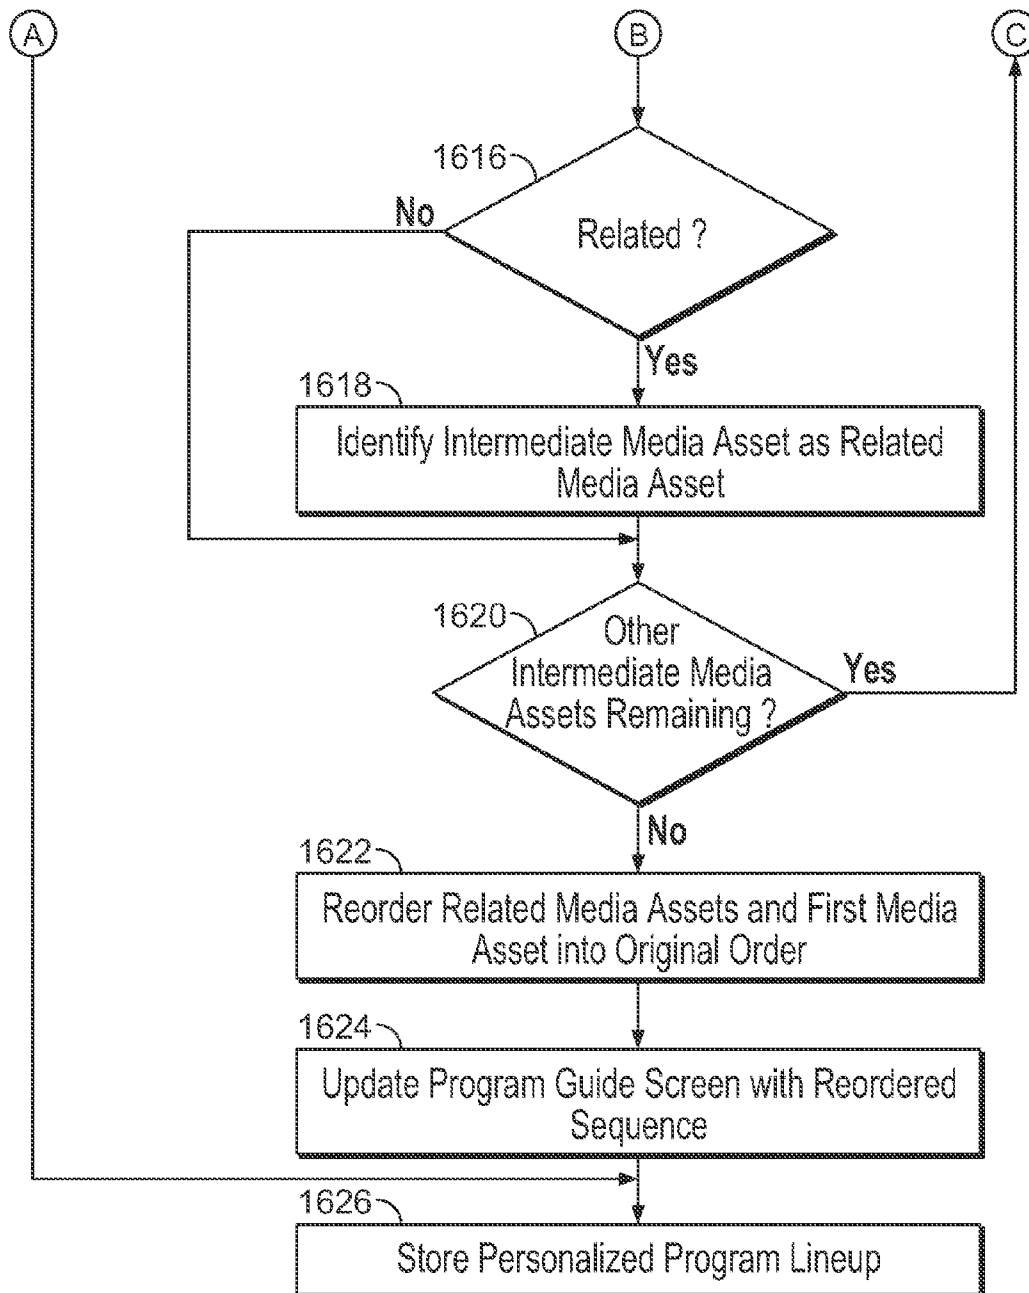 A
B
C
1616
No
Related ?
Yes
1618
Identify Intermediate Media Asset as Related
Media Asset
1620
Other
Intermediate Media
Assets Remaining ?
Yes
No
1622
Reorder Related Media Assets and First Media
Asset into Original Order
1624
Update Program Guide Screen with Reordered
Sequence
1626
Store Personalized Program Lineup